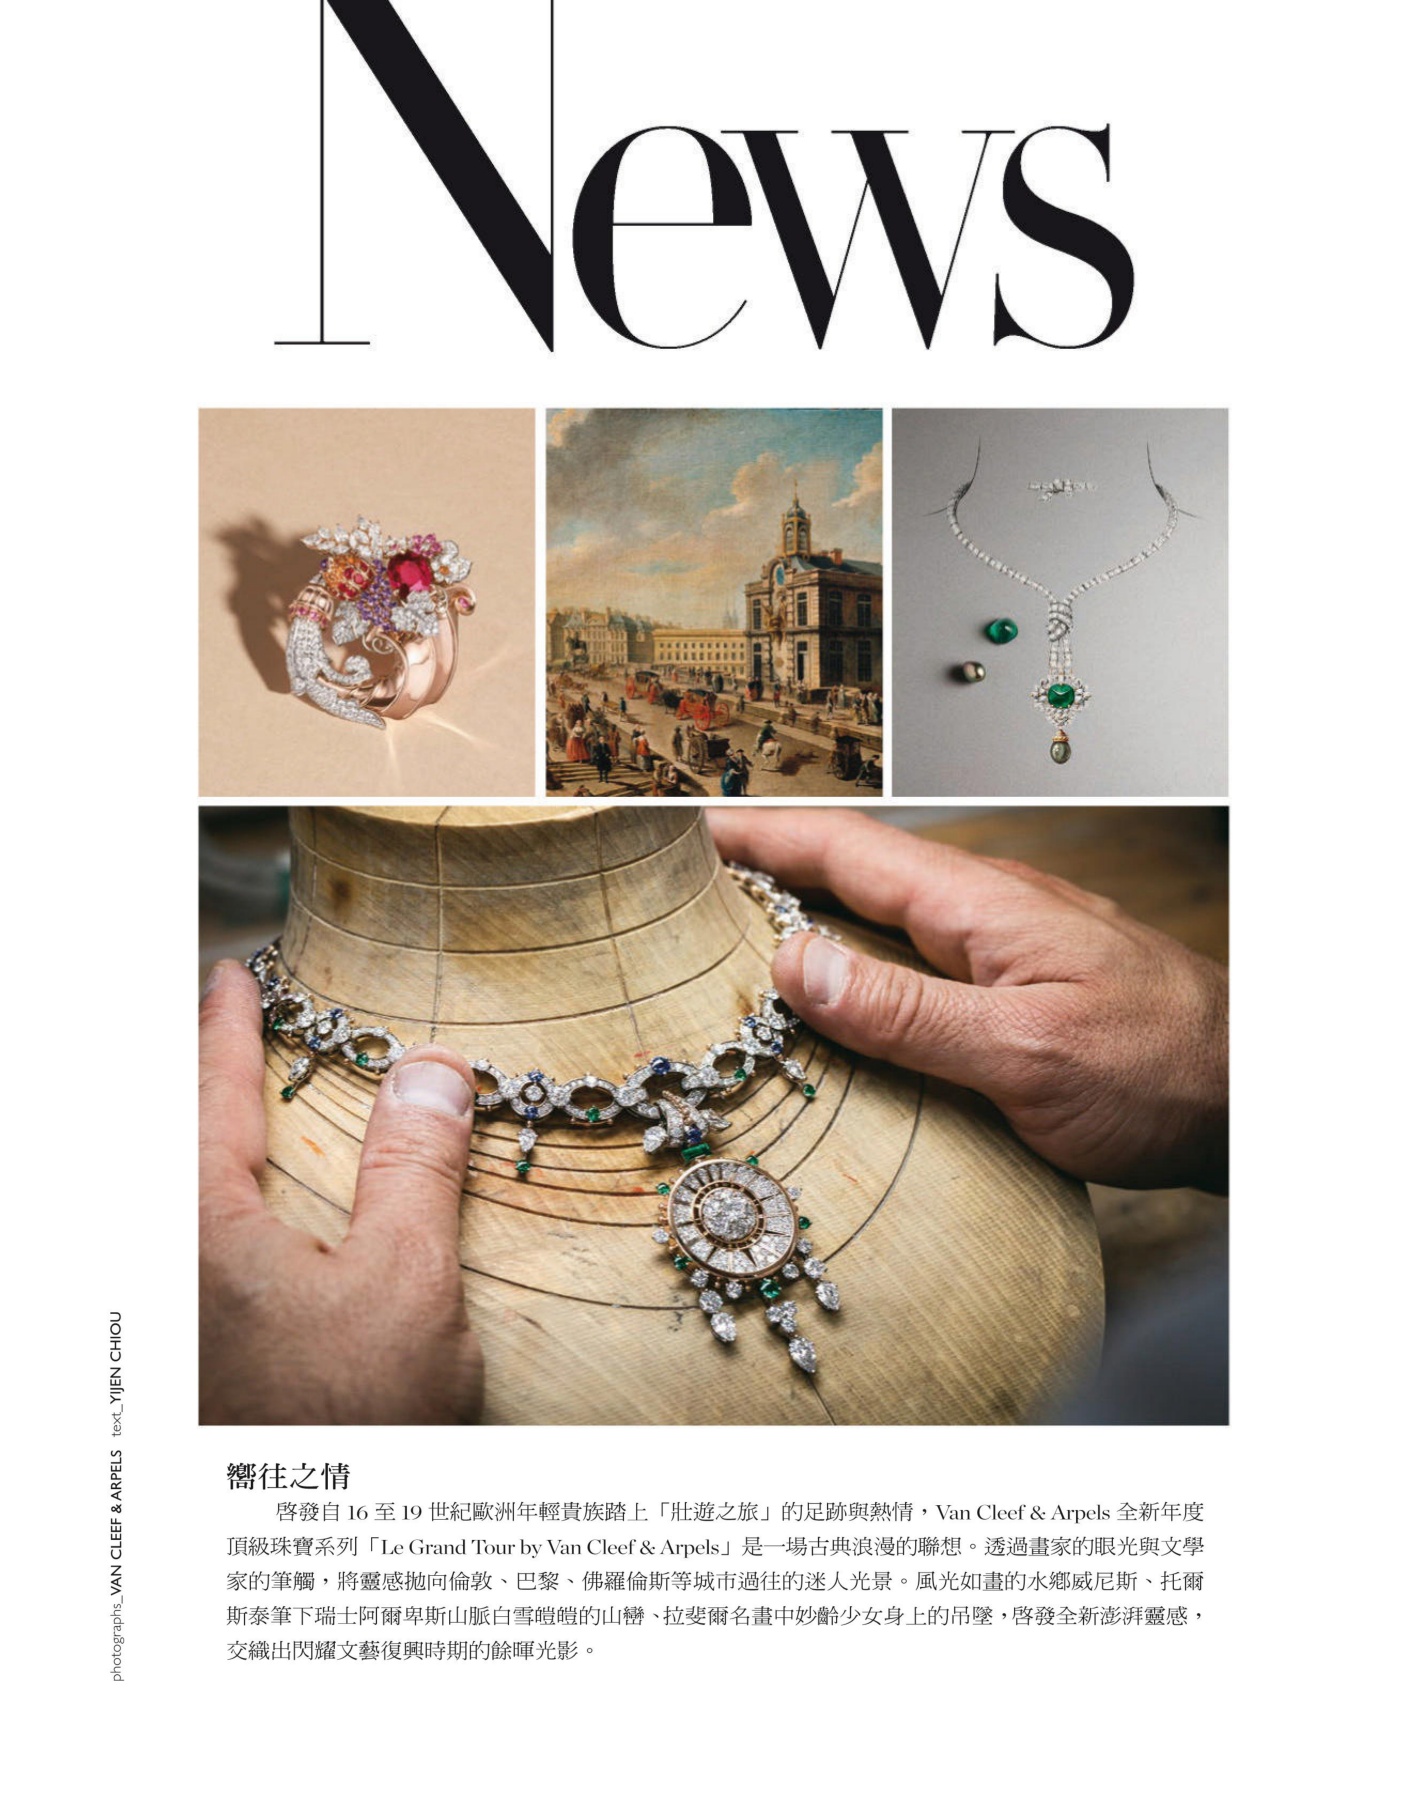 News
嚮往之情
啓發自 16 至 19 世紀歐洲年輕貴族踏上「壯遊之旅」的足跡與熱情，Van Cleef & Arpels 全新年度
頂級珠寶系列「Le Grand Tour by Van Cleef & Arpels」是一場古典浪漫的聯想。透過畫家的眼光與文學
家的筆觸，將靈感拋向倫敦、巴黎、佛羅倫斯等城市過往的迷人光景。風光如畫的水鄉威尼斯、托爾
斯泰筆下瑞士阿爾卑斯山脈白雪皚皚的山巒、拉斐爾名畫中妙齡少女身上的吊墜，啓發全新澎湃靈感，
交織出閃耀文藝復興時期的餘暉光影。
photographs_VAN CLEEF & ARPELS text_YIJEN CHIOU